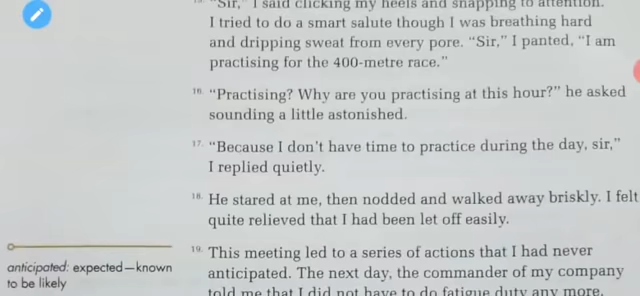 15. "Sir," I said clicking my heels and snapping to attention.
I tried to do a smart salute though I was breathing hard
and dripping sweat from every pore. "Sir," I panted, "I am
practising for the 400-metre race."
16. "Practising? Why are you practising at this hour?" he asked
sounding a little astonished.
17. "Because I don't have time to practice during the day, sir,"
I replied quietly.
18. He stared at me, then nodded and walked away briskly. I felt
quite relieved that I had been let off easily.
anticipated: expected—known
to be likely
19. This meeting led to a series of actions that I had never
anticipated. The next day, the commander of my company
told me that I did not have to do fatigue duty any more.